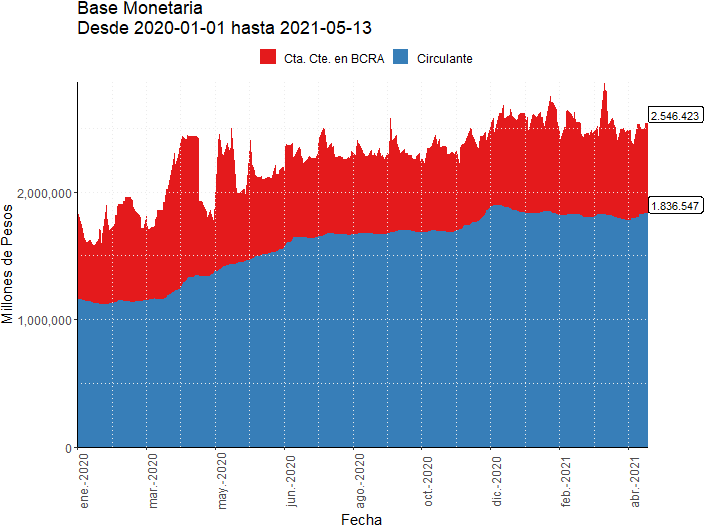 Base Monetaria
Desde 2020-01-01 hasta 2021-05-13
Cta. Cte. en BCRA
Circulante
2.546.423
1.836.547
2,000,000
1,000,000
0
Millones de Pesos
ene.-2020
mar.-2020
may.-2020
jun.-2020
ago.-2020
oct.-2020
dic.-2020
feb.-2021
abr.-2021
Fecha